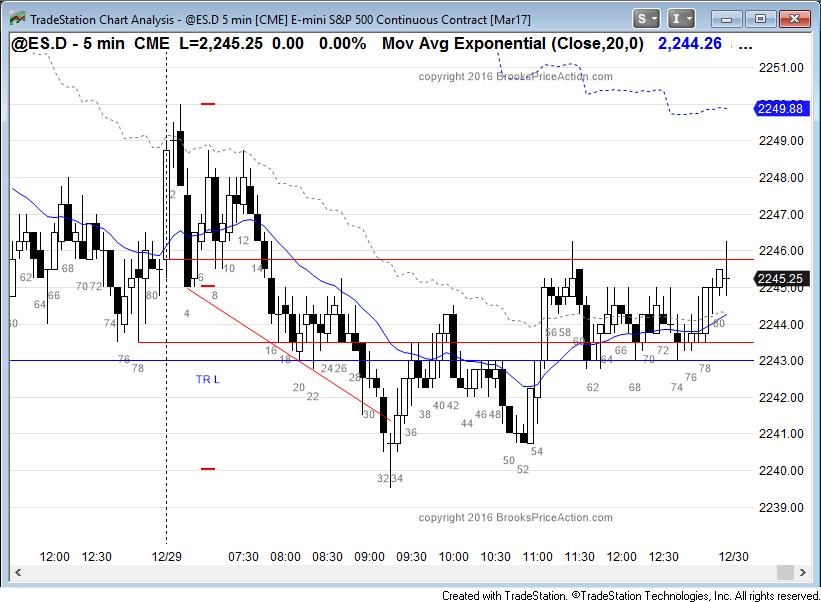 TradeStation Chart Analysis - @ES.D 5 min [CME] E-mini S&P 500 Continuous Contract [Mar17]
S I
@ES.D - 5 min CME L=2,245.25 0.00 0.00% Mov Avg Exponential (Close,20,0) 2,244.26 ...
copyright 2016 BrooksPriceAction.com
2251.00
2249.88
2249.00
2248.00
2247.00
2246.00
2245.25
2245.00
2244.00
2243.00
2242.00
2241.00
2240.00
2239.00
2
12
62 68 6 10 14
66 70 72 80 8
64 4
60 74 56 58 80
76 16 60 66 72
78 18 24 26 64 70 78
TR L 20 28 62 68 74 76
22 40 42
30 38 44 46 48
36
50 54
52
32 34
copyright 2016 BrooksPriceAction.com
12:00 12:30 12/29 07:30 08:00 08:30 09:30 09:30 10:00 10:30 11:00 11:30 12:00 12:30 12/30
Created with TradeStation. ©TradeStation Technologies, Inc. All rights reserved.